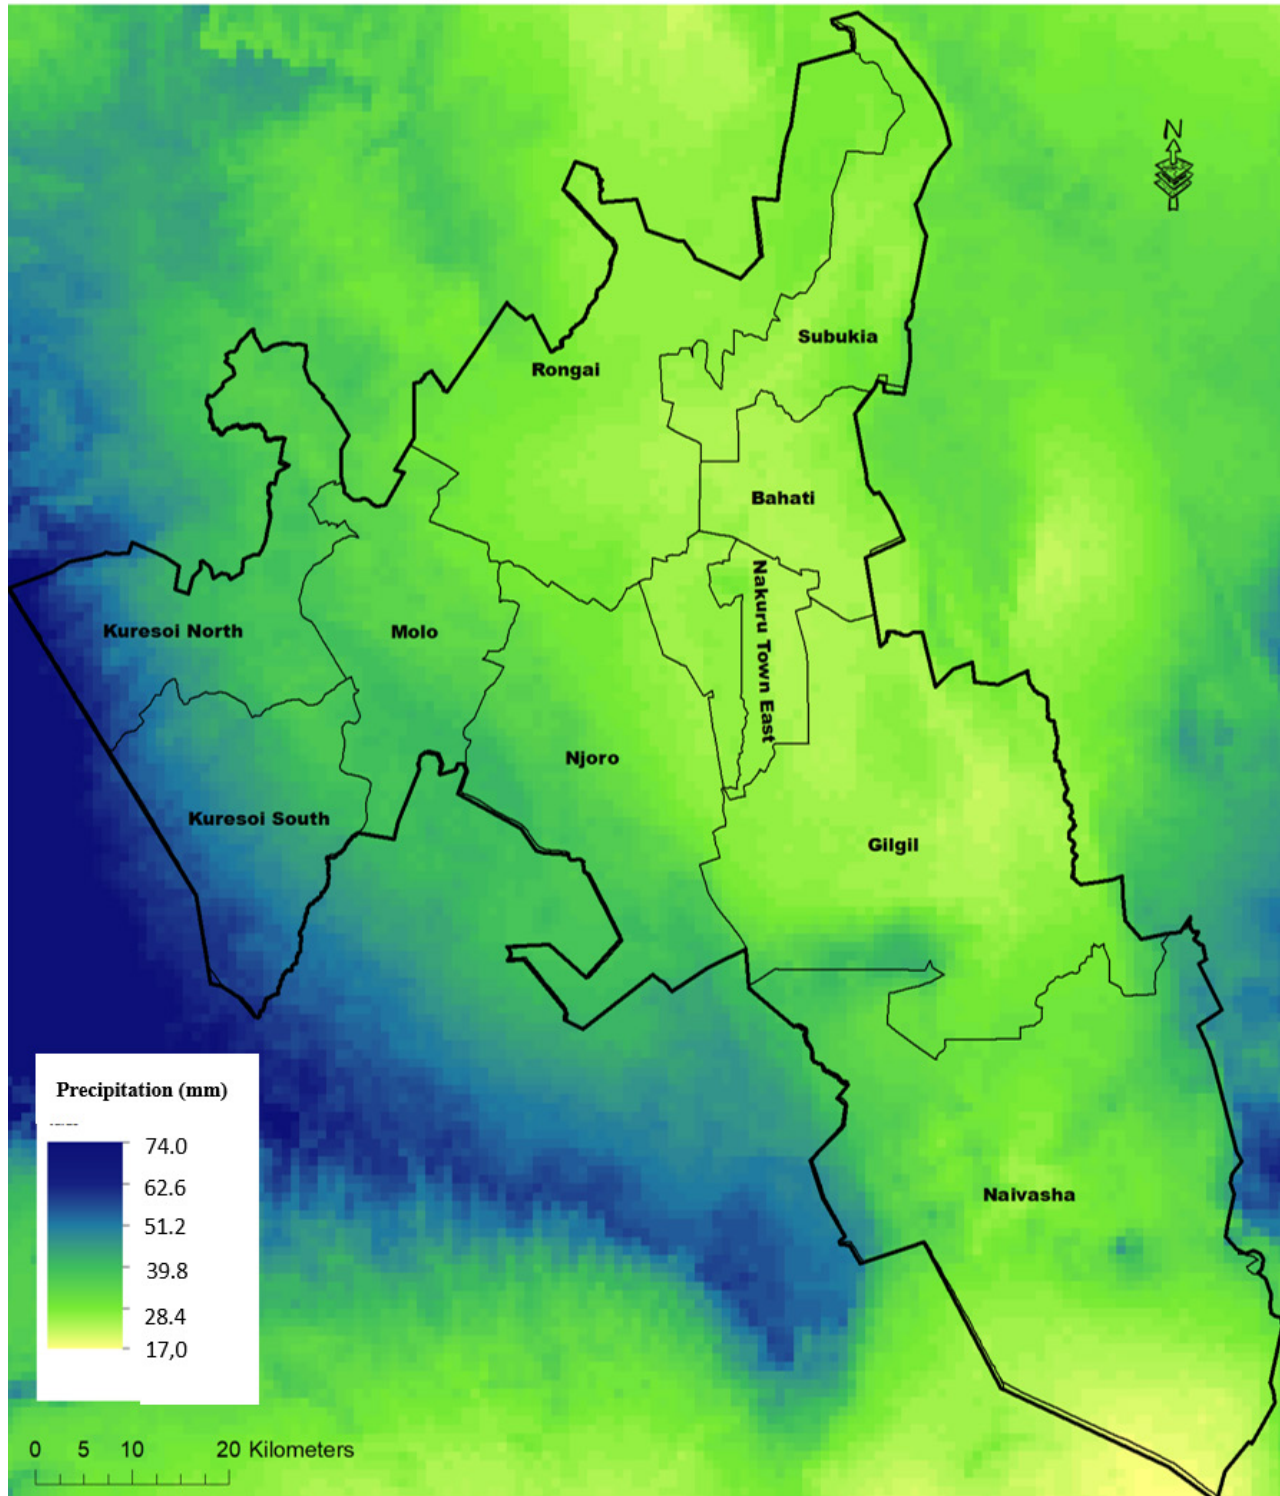 N
Subukia
Rongai
Bahati
Nakuru Town East
Kuresoi North
Molo
Njoro
Kuresoi South
Gilgil
Naivasha
Precipitation (mm)
74.0
62.6
51.2
39.8
28.4
17,0
0 5 10 20 Kilometers